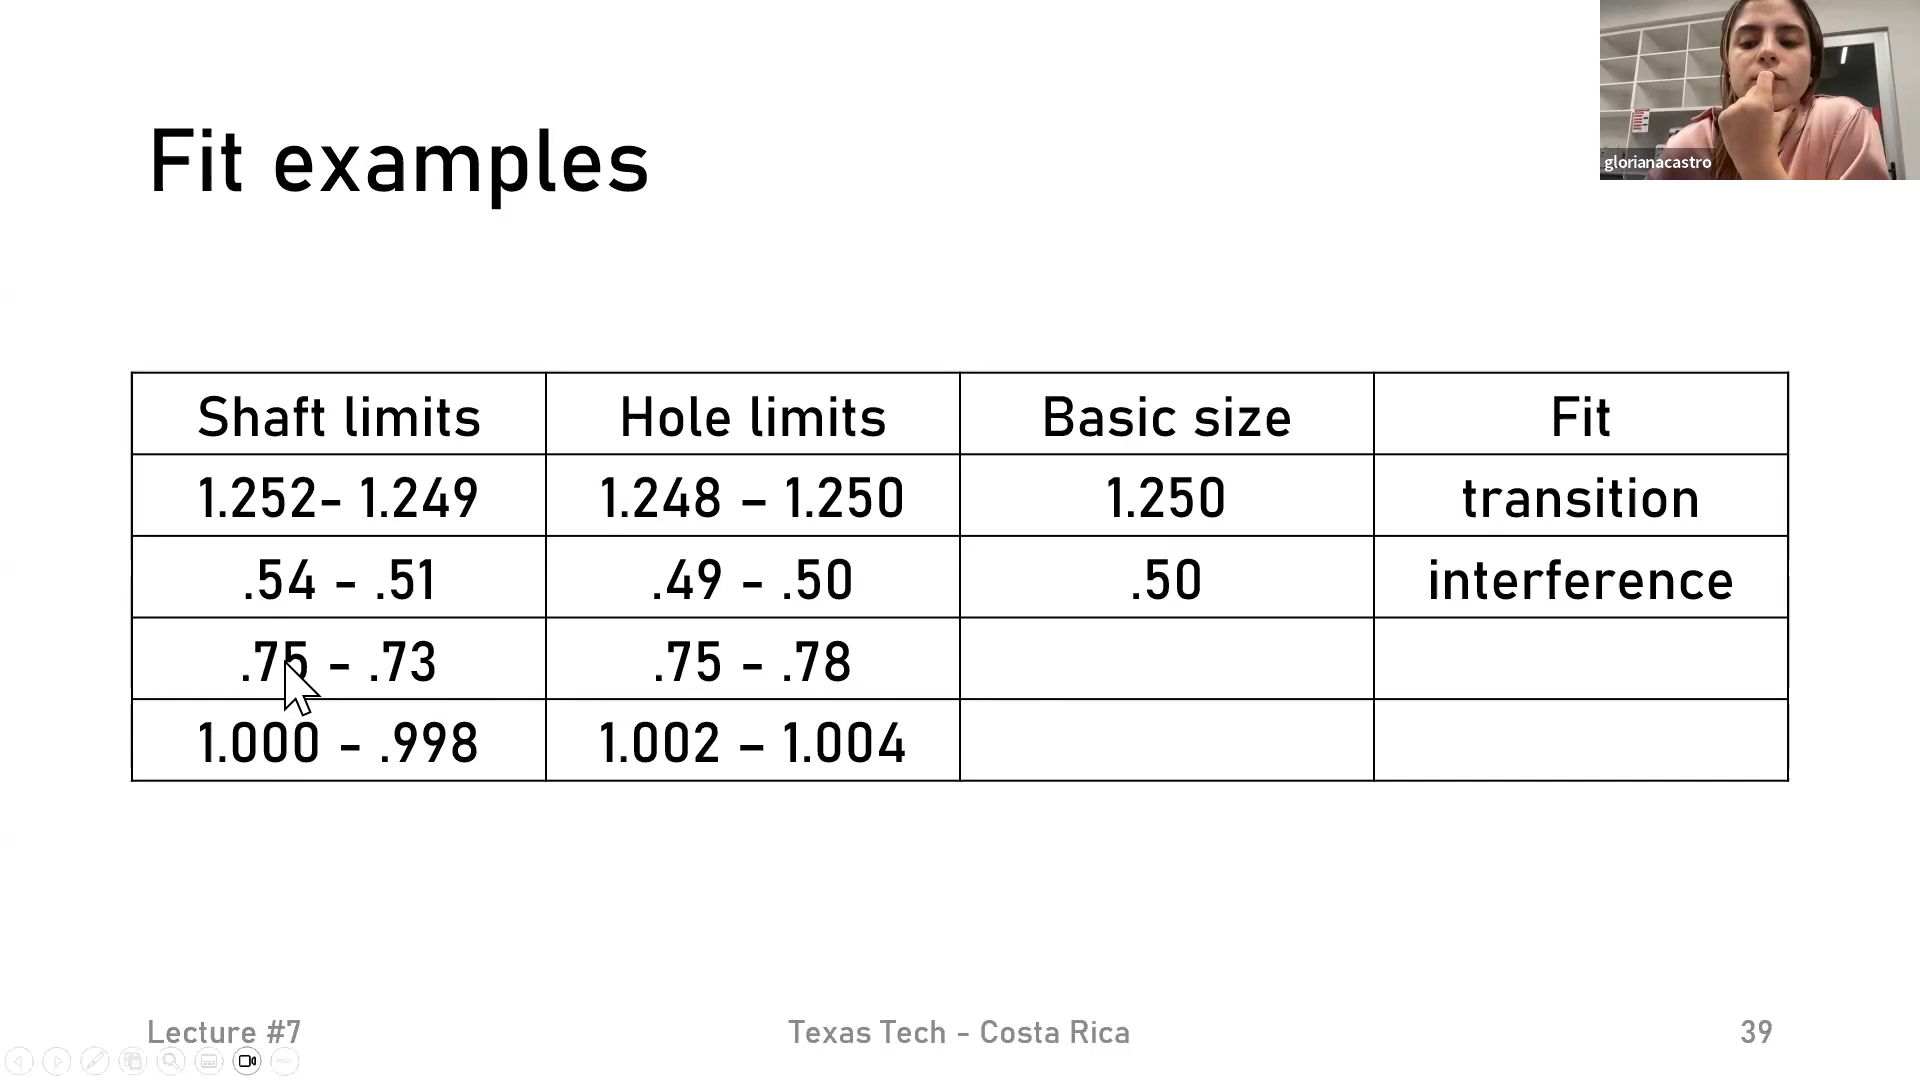 glorianacastro
Fit examples
Shaft limits Hole limits Basic size Fit
1.252- 1.249 1.248 – 1.250 1.250 transition
.54 - .51 .49 - .50 .50 interference
.75 - .73 .75 - .78
1.000 - .998 1.002 – 1.004
Lecture #7 Texas Tech - Costa Rica 39